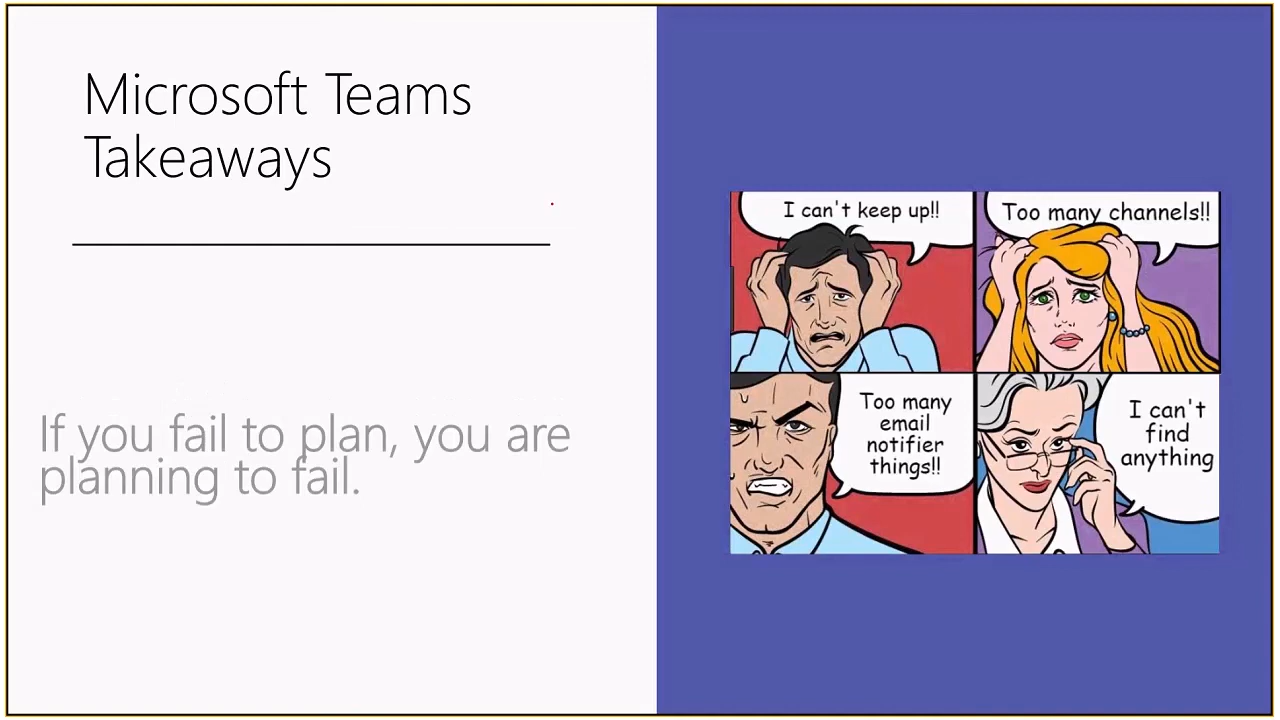 Microsoft Teams
Takeaways
If you fail to plan, you are
planning to fail.
I can't keep up!!
Too many channels!!
Too many
email
notifier
things!!
I can't
find
anything